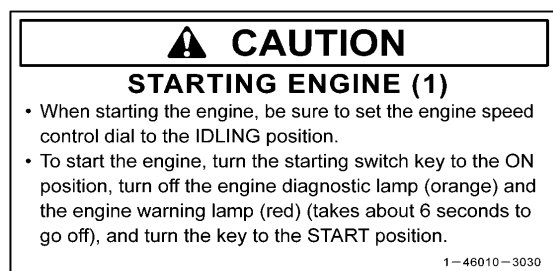 CAUTION
STARTING ENGINE (1)
• When starting the engine, be sure to set the engine speed
control dial to the IDLING position.
• To start the engine, turn the starting switch key to the ON
position, turn off the engine diagnostic lamp (orange) and
the engine warning lamp (red) (takes about 6 seconds to
go off), and turn the key to the START position.
1-46010-3030